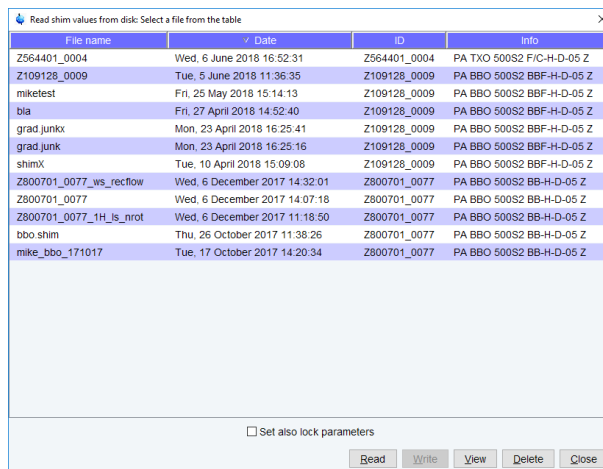 Read shim values from disk: Select a file from the table
File name Date ID Info
Z564401_0004 Wed, 6 June 2018 16:52:31 Z564401_0004 PA TXO 500S2 F/C-H-D-05 Z
Z109128_0009 Tue, 5 June 2018 11:36:35 Z109128_0009 PA BBO 500S2 BBF-H-D-05 Z
miketest Fri, 25 May 2018 15:14:13 Z109128_0009 PA BBO 500S2 BBF-H-D-05 Z
bla Fri, 27 April 2018 14:52:40 Z109128_0009 PA BBO 500S2 BBF-H-D-05 Z
grad.junkx Mon, 23 April 2018 16:25:41 Z109128_0009 PA BBO 500S2 BBF-H-D-05 Z
grad.junk Mon, 23 April 2018 16:25:16 Z109128_0009 PA BBO 500S2 BBF-H-D-05 Z
shimX Tue, 10 April 2018 15:09:08 Z109128_0009 PA BBO 500S2 BBF-H-D-05 Z
Z800701_0077_ws_recflow Wed, 6 December 2017 14:32:01 Z800701_0077 PA BBO 500S2 BB-H-D-05 Z
Z800701_0077 Wed, 6 December 2017 14:07:18 Z800701_0077 PA BBO 500S2 BB-H-D-05 Z
Z800701_0077_1H_ls_nrot Wed, 6 December 2017 11:18:50 Z800701_0077 PA BBO 500S2 BB-H-D-05 Z
bbo.shim Thu, 26 October 2017 11:38:26 Z800701_0077 PA BBO 500S2 BB-H-D-05 Z
mike_bbo_171017 Tue, 17 October 2017 14:20:34 Z800701_0077 PA BBO 500S2 BB-H-D-05 Z
Set also lock parameters
Read Write View Delete Close